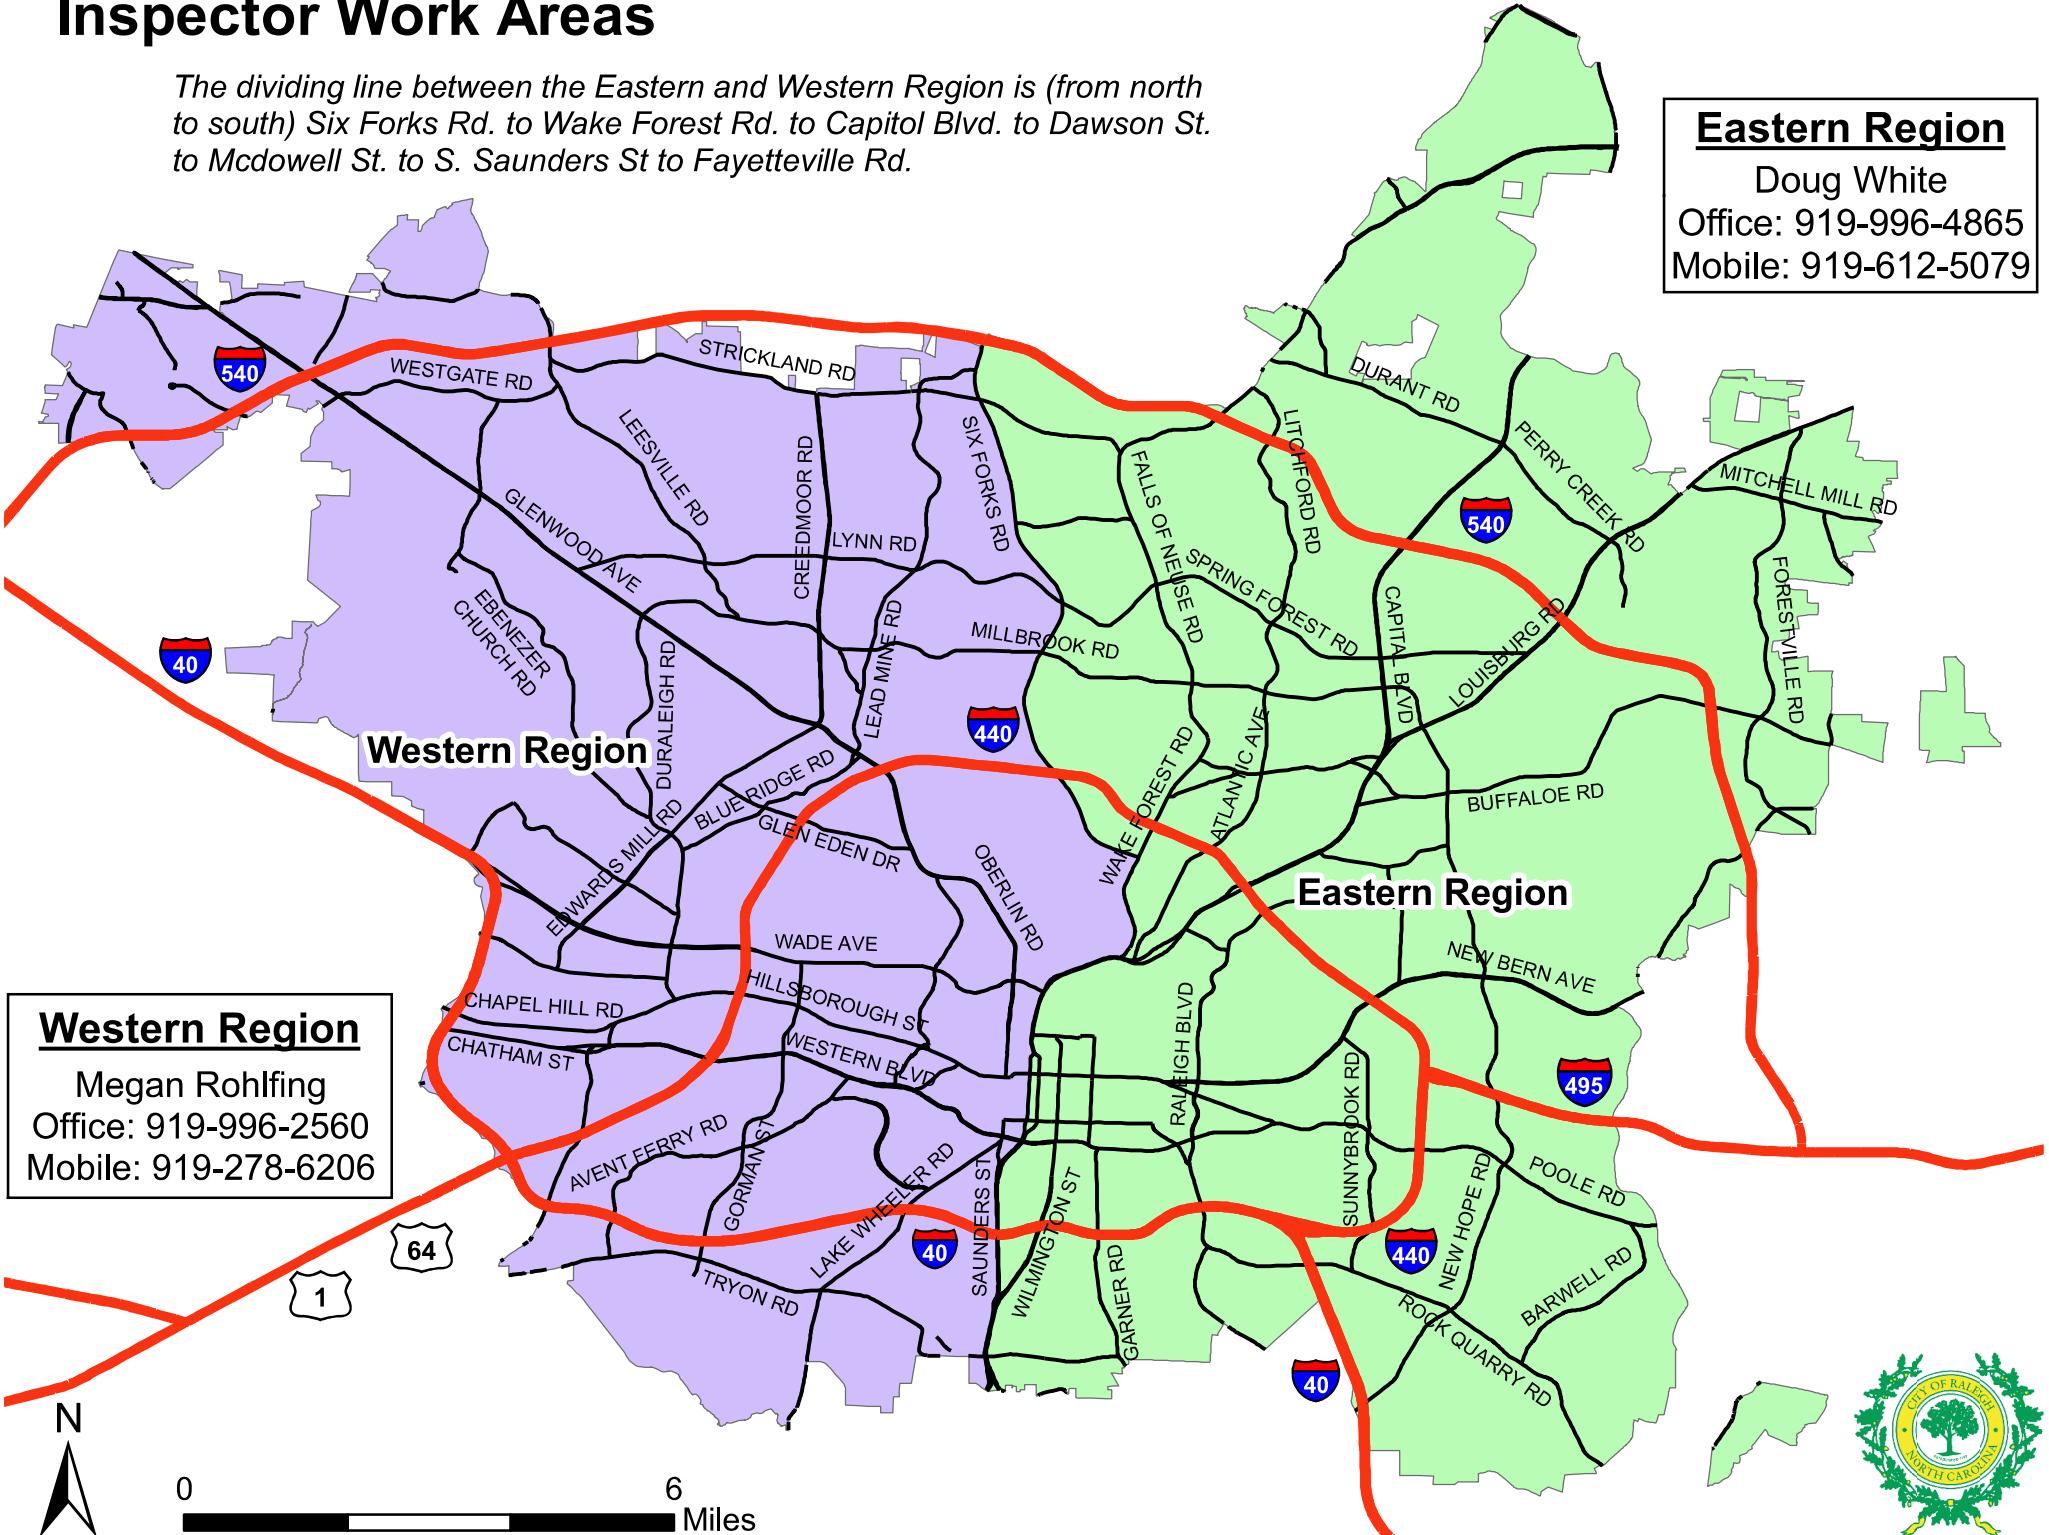 Inspector Work Areas
The dividing line between the Eastern and Western Region is (from north
to south) Six Forks Rd. to Wake Forest Rd. to Capitol Blvd. to Dawson St.
to Mcdowell St. to S. Saunders St to Fayetteville Rd.
Eastern Region
Doug White
Office: 919-996-4865
Mobile: 919-612-5079
540
WESTGATE RD
STRICKLAND RD
DURANT RD
LEESVILLE RD
CREEDMOOR RD
SIX FORKS RD
LITCHFORD RD
PERRY CREEK RD
MITCHELL MILL RD
FALLS OF NEUSE RD
GLENWOOD AVE
LYNN RD
540
SPRING FOREST RD
FORESTVILLE RD
EBENEZER
CHURCH RD
40
DURALEIGH RD
LEAD MINE RD
MILLBROOK RD
CAPITAL BLVD
LOUISBURG RD
440
Western Region
BLUE RIDGE RD
WAKE FOREST RD
ATLANTIC AVE
BUFFALOE RD
EDWARDS MILL RD
GLEN EDEN DR
OBERLIN RD
Eastern Region
WADE AVE
NEW BERN AVE
HILLSBOROUGH ST
CHAPEL HILL RD
CHATHAM ST
WESTERN BLVD
RALEIGH BLVD
SUNNYBROOK RD
495
Western Region
Megan Rohlfing
Office: 919-996-2560
Mobile: 919-278-6206
AVENT FERRY RD
GORMAN ST
LAKE WHEELER RD
SAUNDERS ST
WILMINGTON ST
GARNER RD
NEW HOPE RD
POOLE RD
64
40
440
1
TRYON RD
BARWELL RD
ROCK QUARRY RD
40
N
0
6
Miles
CITY OF RALEIGH
NORTH CAROLINA